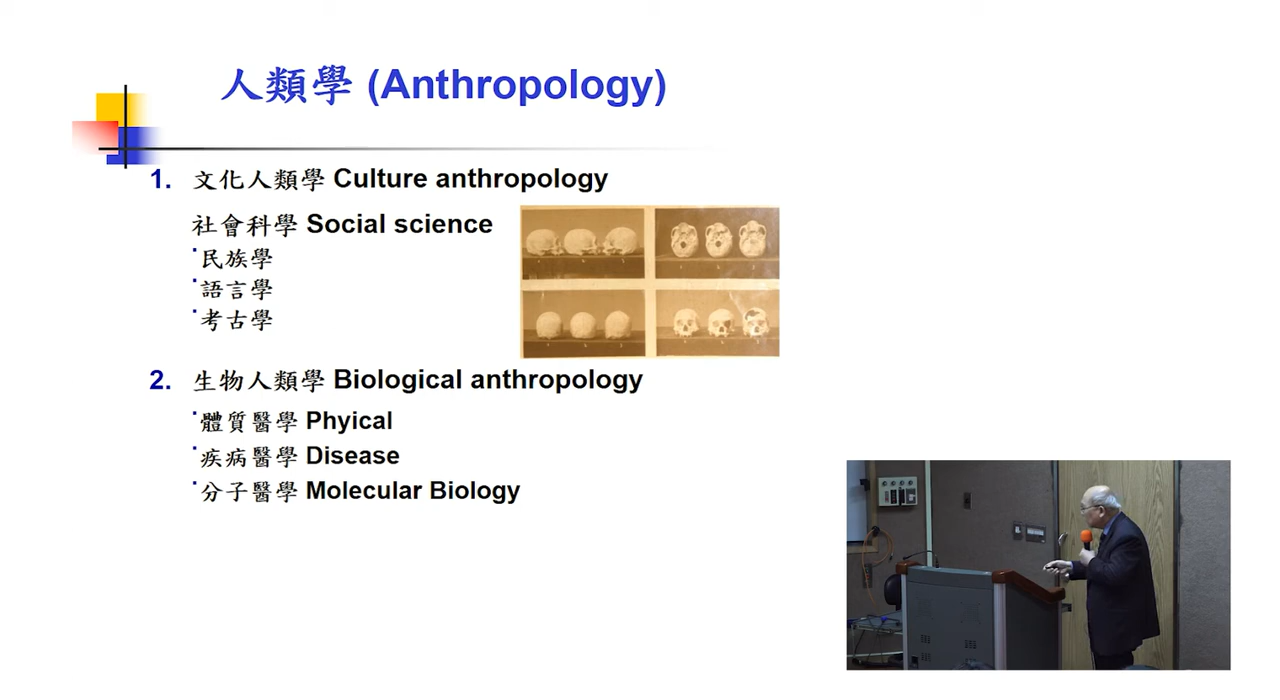 人類學 (Anthropology)
1. 文化人類學 Culture anthropology
社會科學 Social science
民族學
語言學
考古學
2. 生物人類學 Biological anthropology
體質醫學 Phyical
疾病醫學 Disease
分子醫學 Molecular Biology